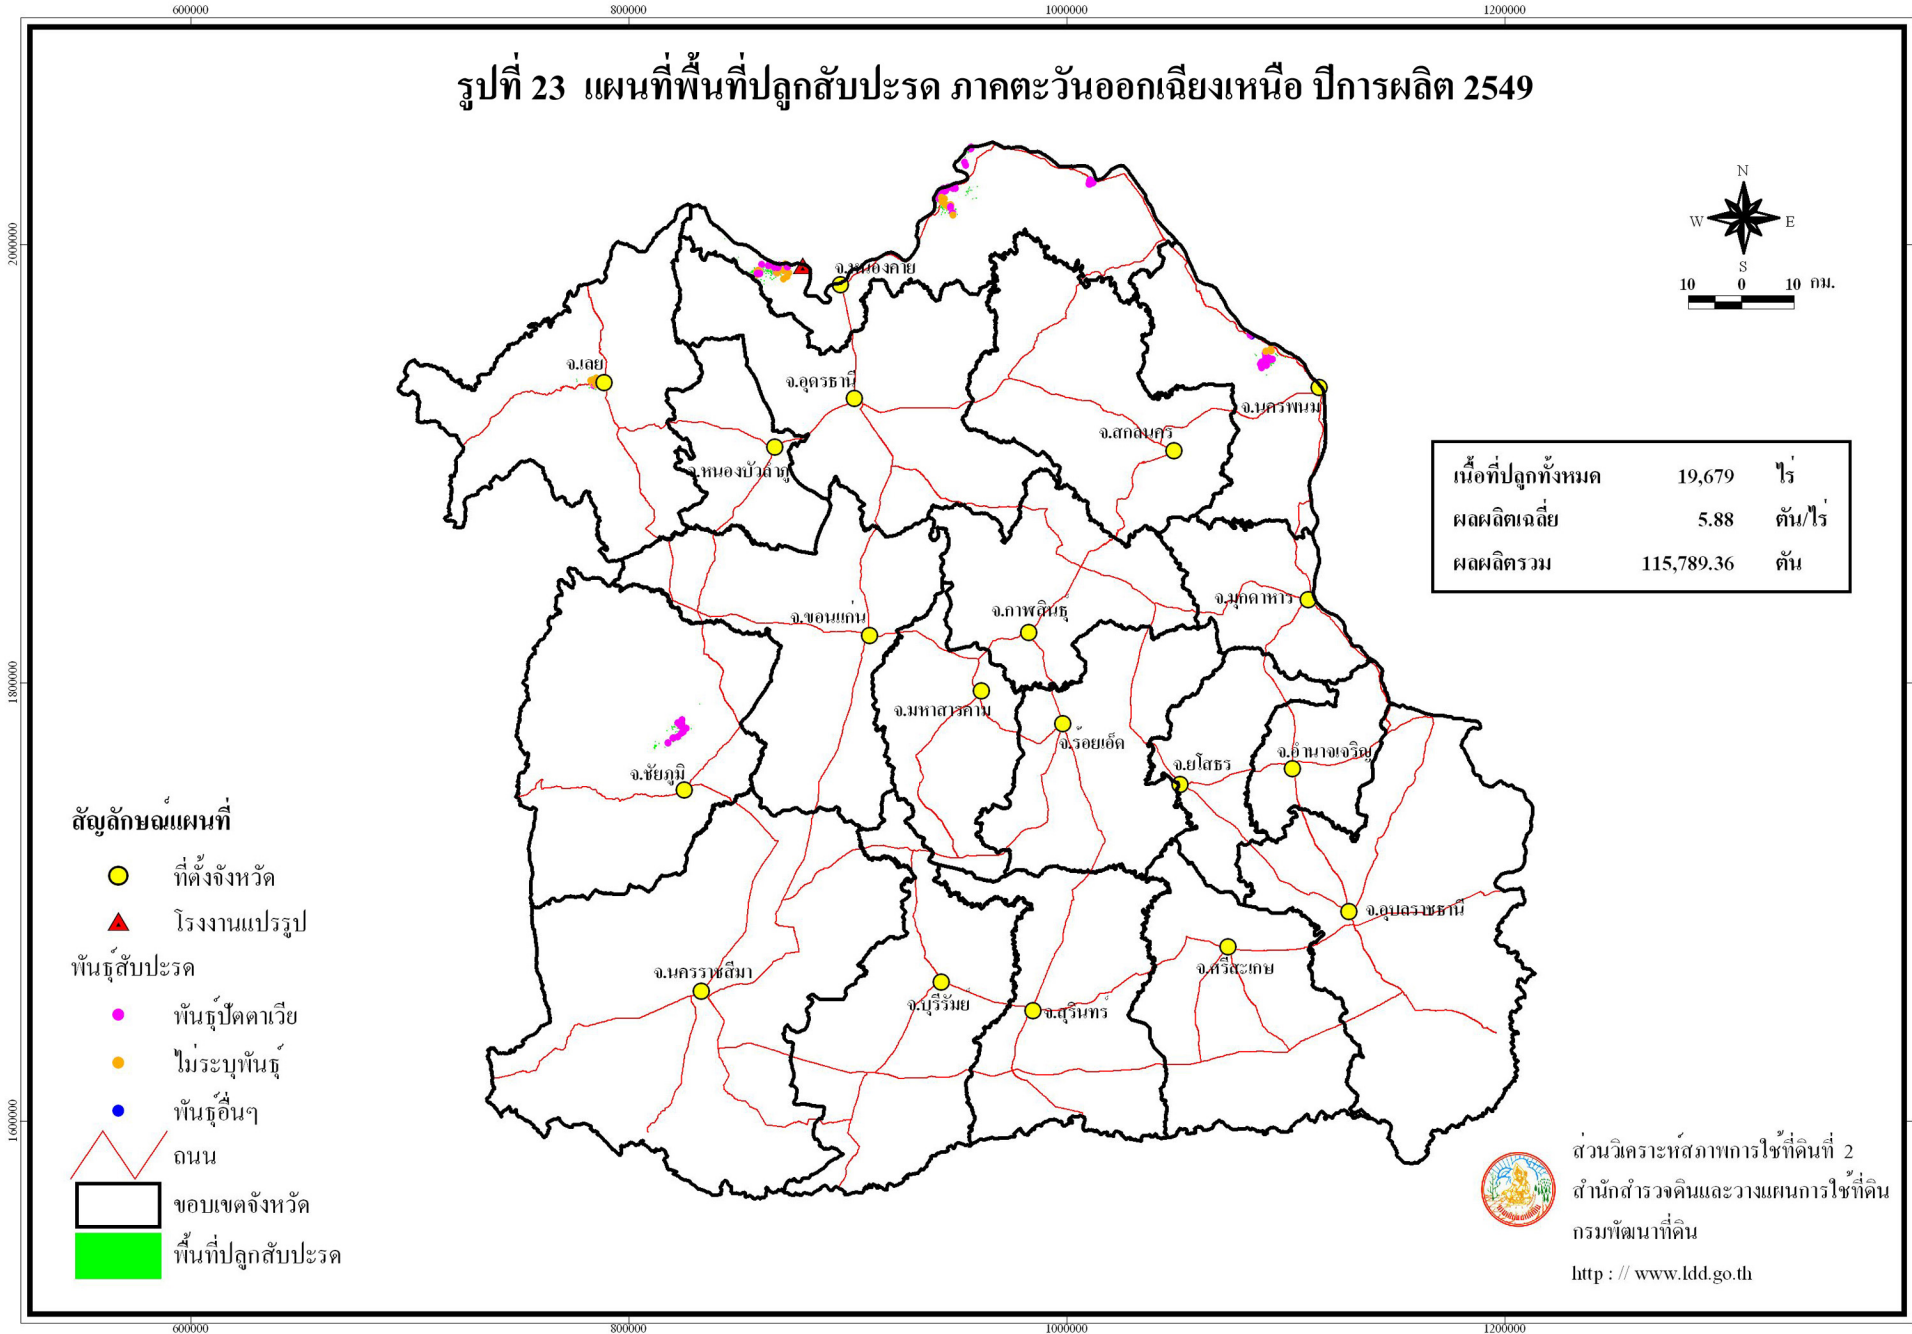 600000 800000 1000000 1200000
รูปที่ 23 แผนที่พื้นที่ปลูกสับปะรด ภาคตะวันออกเฉียงเหนือ ปีการผลิต 2549
N
W E
S
10 0 10 กม.
2000000
1800000
1600000
จ.หนองคาย
จ.เลย
จ.อุดรธานี
จ.นครพนม
จ.สกลนคร
จ.หนองบัวลำภู
จ.มุกดาหาร
จ.กาฬสินธุ์
จ.ขอนแก่น
จ.มหาสารคาม
จ.ร้อยเอ็ด
จ.อำนาจเจริญ
จ.ยโสธร
จ.ชัยภูมิ
จ.อุบลราชธานี
จ.ศรีสะเกษ
จ.นครราชสีมา
จ.บุรีรัมย์
จ.สุรินทร์
เนื้อที่ปลูกทั้งหมด 19,679 ไร่
ผลผลิตเฉลี่ย 5.88 ตัน/ไร่
ผลผลิตรวม 115,789.36 ตัน
สัญลักษณ์แผนที่
ที่ตั้งจังหวัด
โรงงานแปรรูป
พันธุ์สับปะรด
พันธุ์ปัตตาเวีย
ไม่ระบุพันธุ์
พันธุ์อื่นๆ
ถนน
ขอบเขตจังหวัด
พื้นที่ปลูกสับปะรด
ส่วนวิเคราะห์สภาพการใช้ที่ดินที่ 2
สำนักสำรวจดินและวางแผนการใช้ที่ดิน
กรมพัฒนาที่ดิน
http : // www.ldd.go.th
600000 800000 1000000 1200000